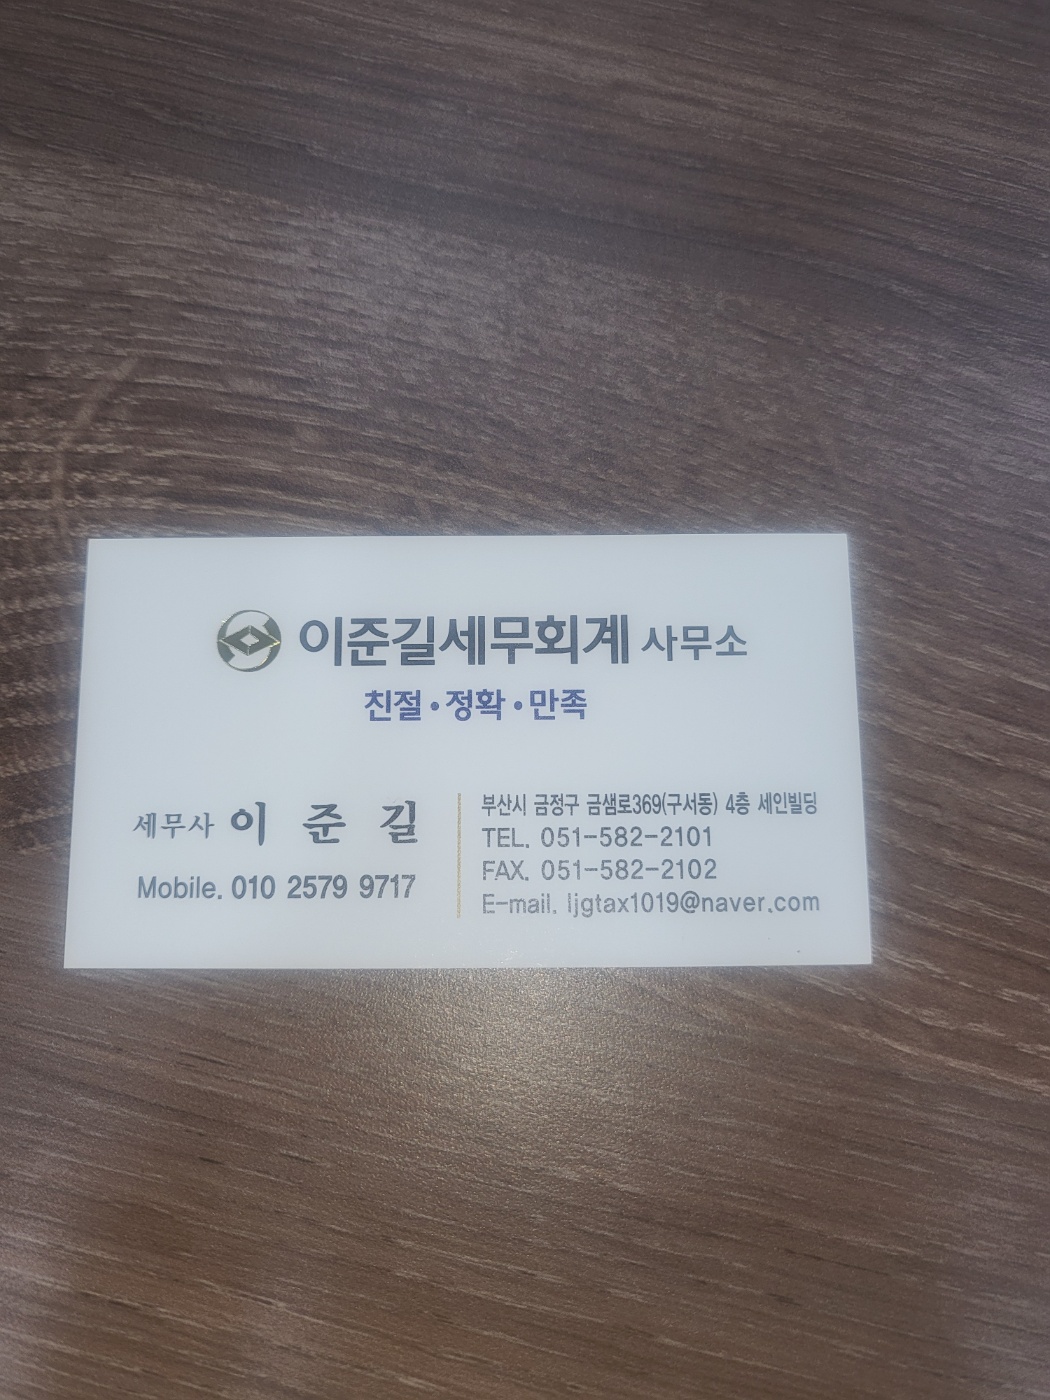 이준길세무회계 사무소
친절·정확·만족
세무사 이 준 길
Mobile. 010 2579 9717
부산시 금정구 금샘로369(구서동) 4층 세인빌딩
TEL. 051-582-2101
FAX. 051-582-2102
E-mail. ljgtax1019@naver.com